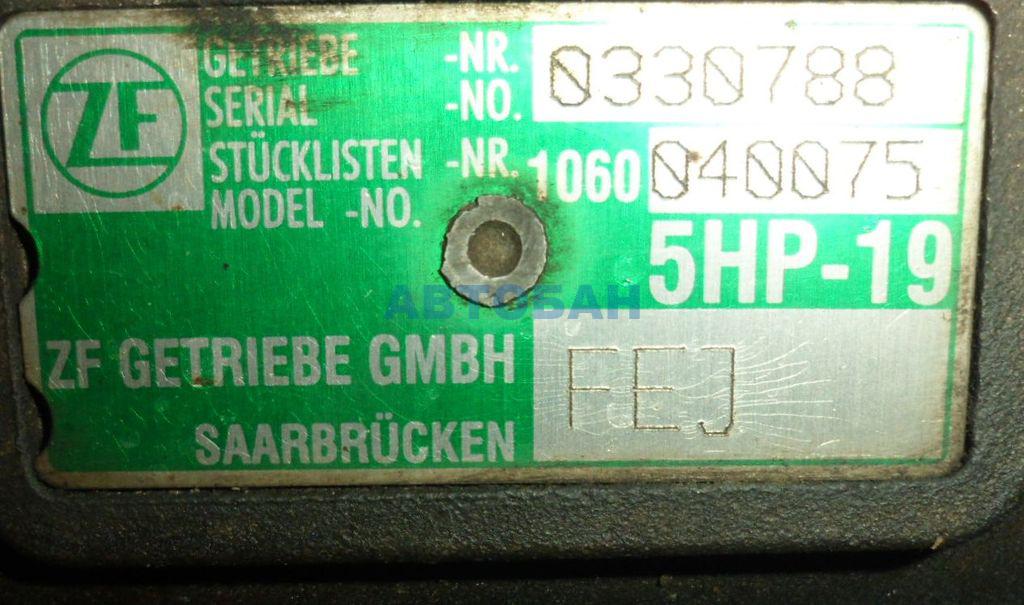 ZF
GETRIEBE -NR. 0330788
SERIAL -NO.
STÜCKLISTEN -NR. 1060 040075
MODEL -NO.
5HP-19
АВТОБАН
ZF GETRIEBE GMBH
FEJ
SAARBRÜCKEN